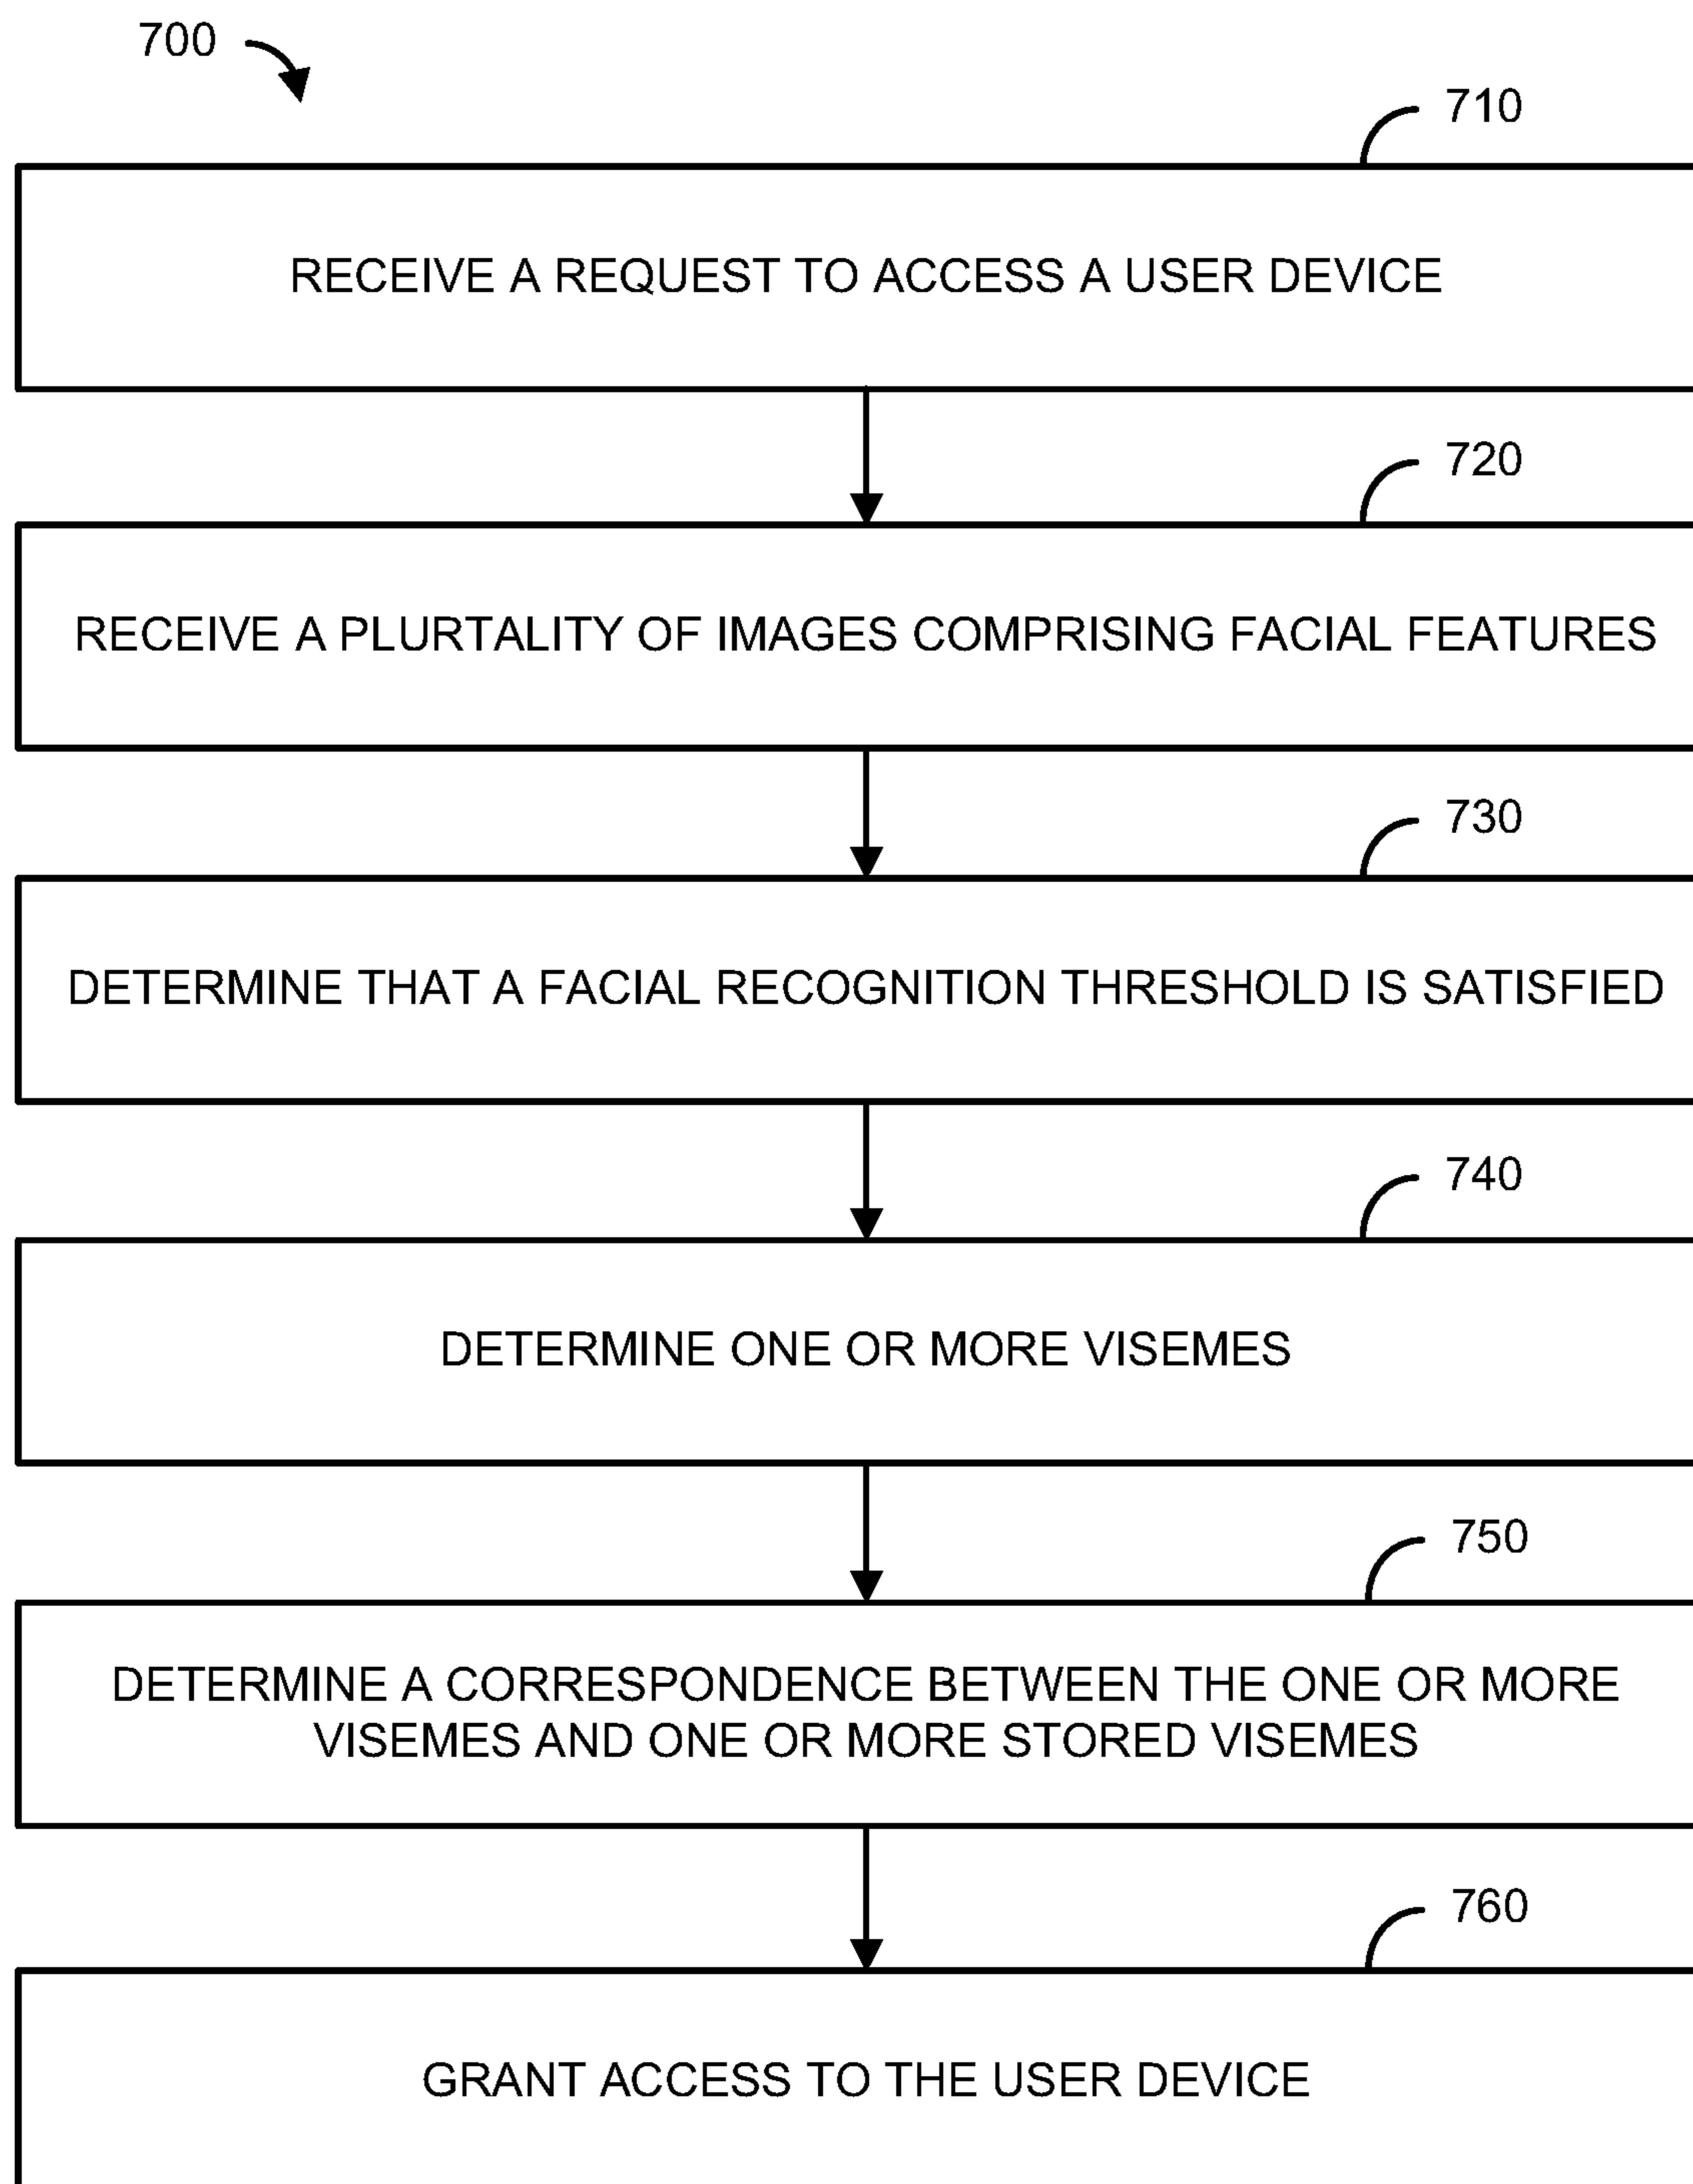 700
710
RECEIVE A REQUEST TO ACCESS A USER DEVICE
720
RECEIVE A PLURTALITY OF IMAGES COMPRISING FACIAL FEATURES
730
DETERMINE THAT A FACIAL RECOGNITION THRESHOLD IS SATISFIED
740
DETERMINE ONE OR MORE VISEMES
750
DETERMINE A CORRESPONDENCE BETWEEN THE ONE OR MORE
VISEMES AND ONE OR MORE STORED VISEMES
760
GRANT ACCESS TO THE USER DEVICE